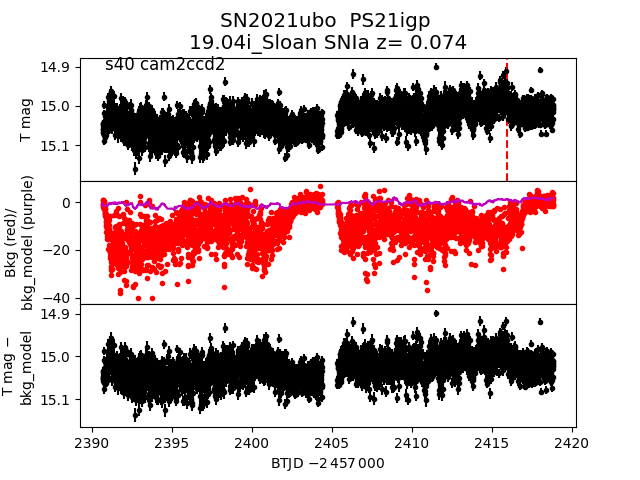 SN2021ubo  PS21igp
19.04i_Sloan SNIa z= 0.074
s40 cam2ccd2
14.9
15.0
15.1
T mag
0
−20
−40
Bkg (red)/
bkg_model (purple)
14.9
15.0
15.1
T mag −
bkg_model
2390 2395 2400 2405 2410 2415 2420
BTJD −2 457 000